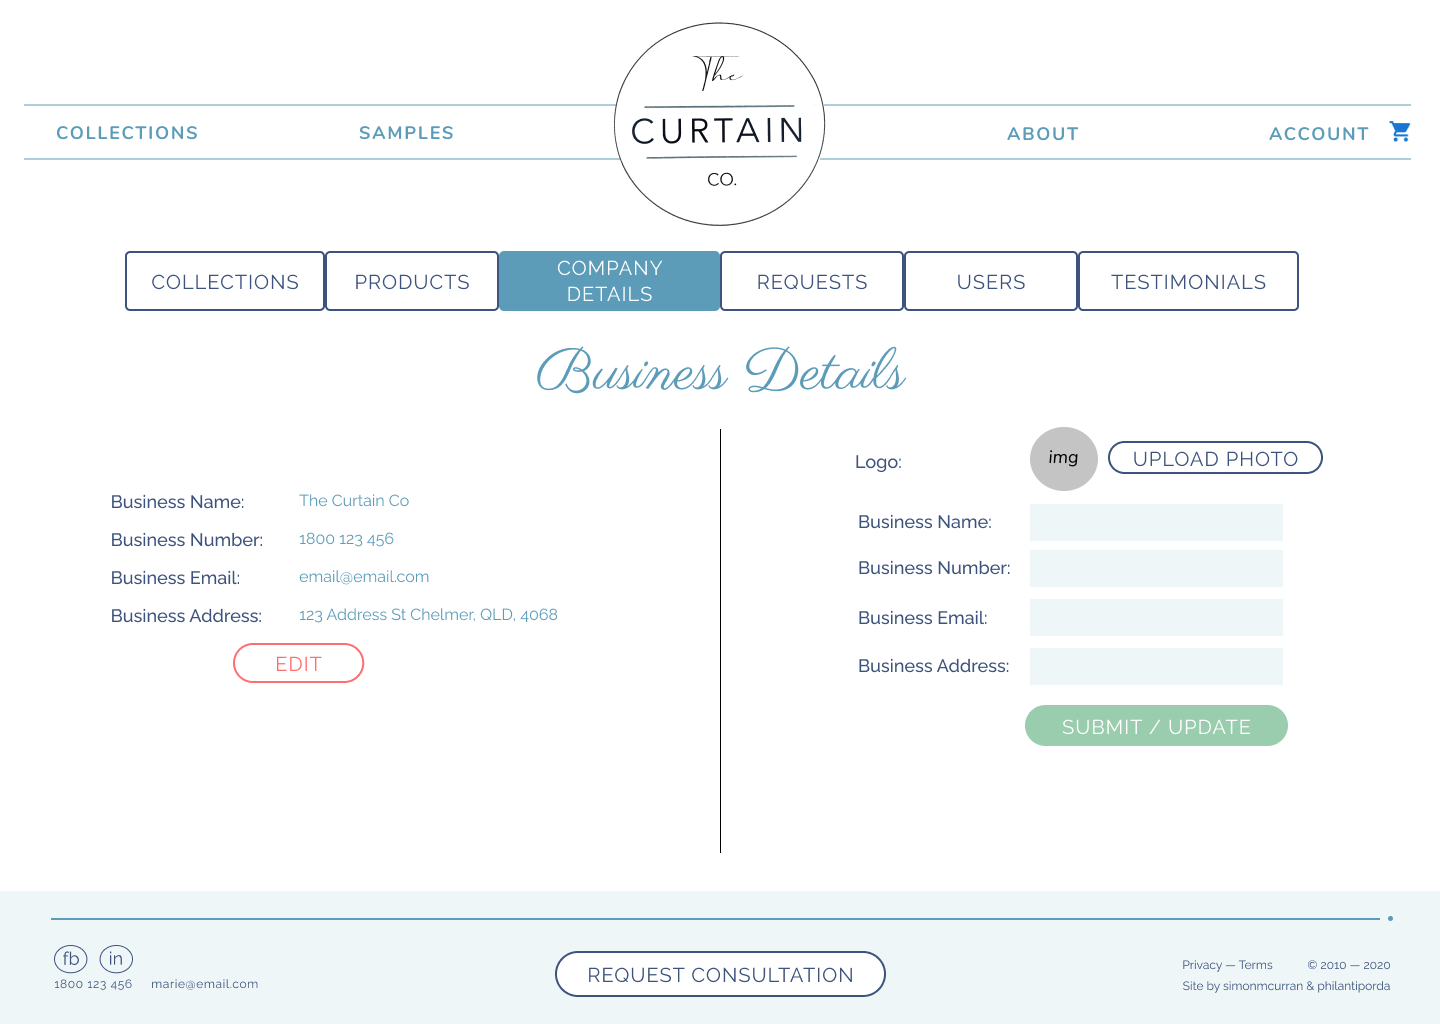 The
CURTAIN
CO.
COLLECTIONS
SAMPLES
ABOUT
ACCOUNT
COLLECTIONS
PRODUCTS
COMPANY
DETAILS
REQUESTS
USERS
TESTIMONIALS
Business Details
Business Name: The Curtain Co
Business Number: 1800 123 456
Business Email: email@email.com
Business Address: 123 Address St Chelmer, QLD, 4068
EDIT
Logo: img UPLOAD PHOTO
Business Name:
Business Number:
Business Email:
Business Address:
SUBMIT / UPDATE
fb in
1800 123 456 marie@email.com
REQUEST CONSULTATION
Privacy — Terms © 2010 — 2020
Site by simonmcurran & philantiporda